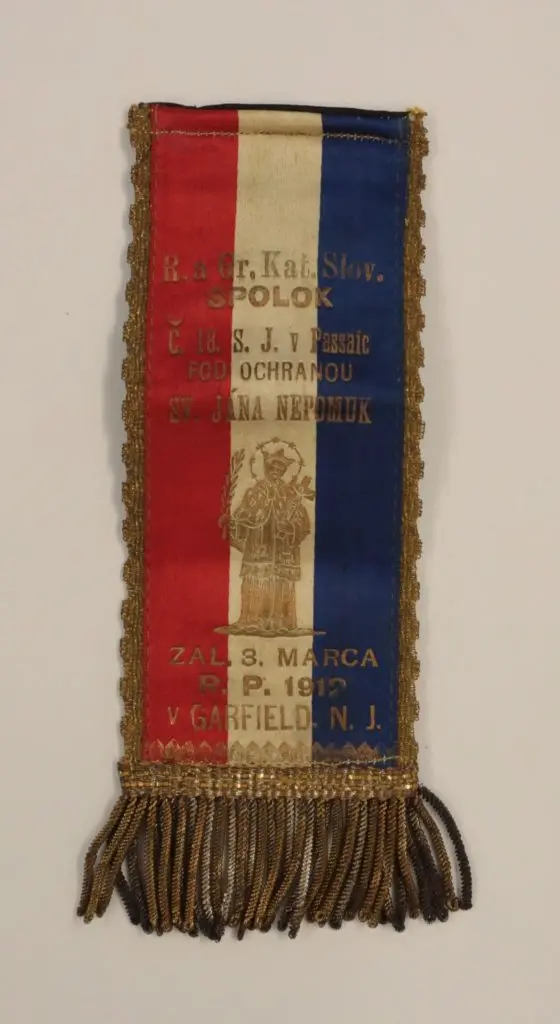 R. a Gr. Kat. Slov.
SPOLOK
Č. 18. S. J. v Passaic
POD OCHRANOU
SV. JÁNA NEPOMUK
ZAL. 3. MARCA
R. P. 1912
v GARFIELD. N. J.